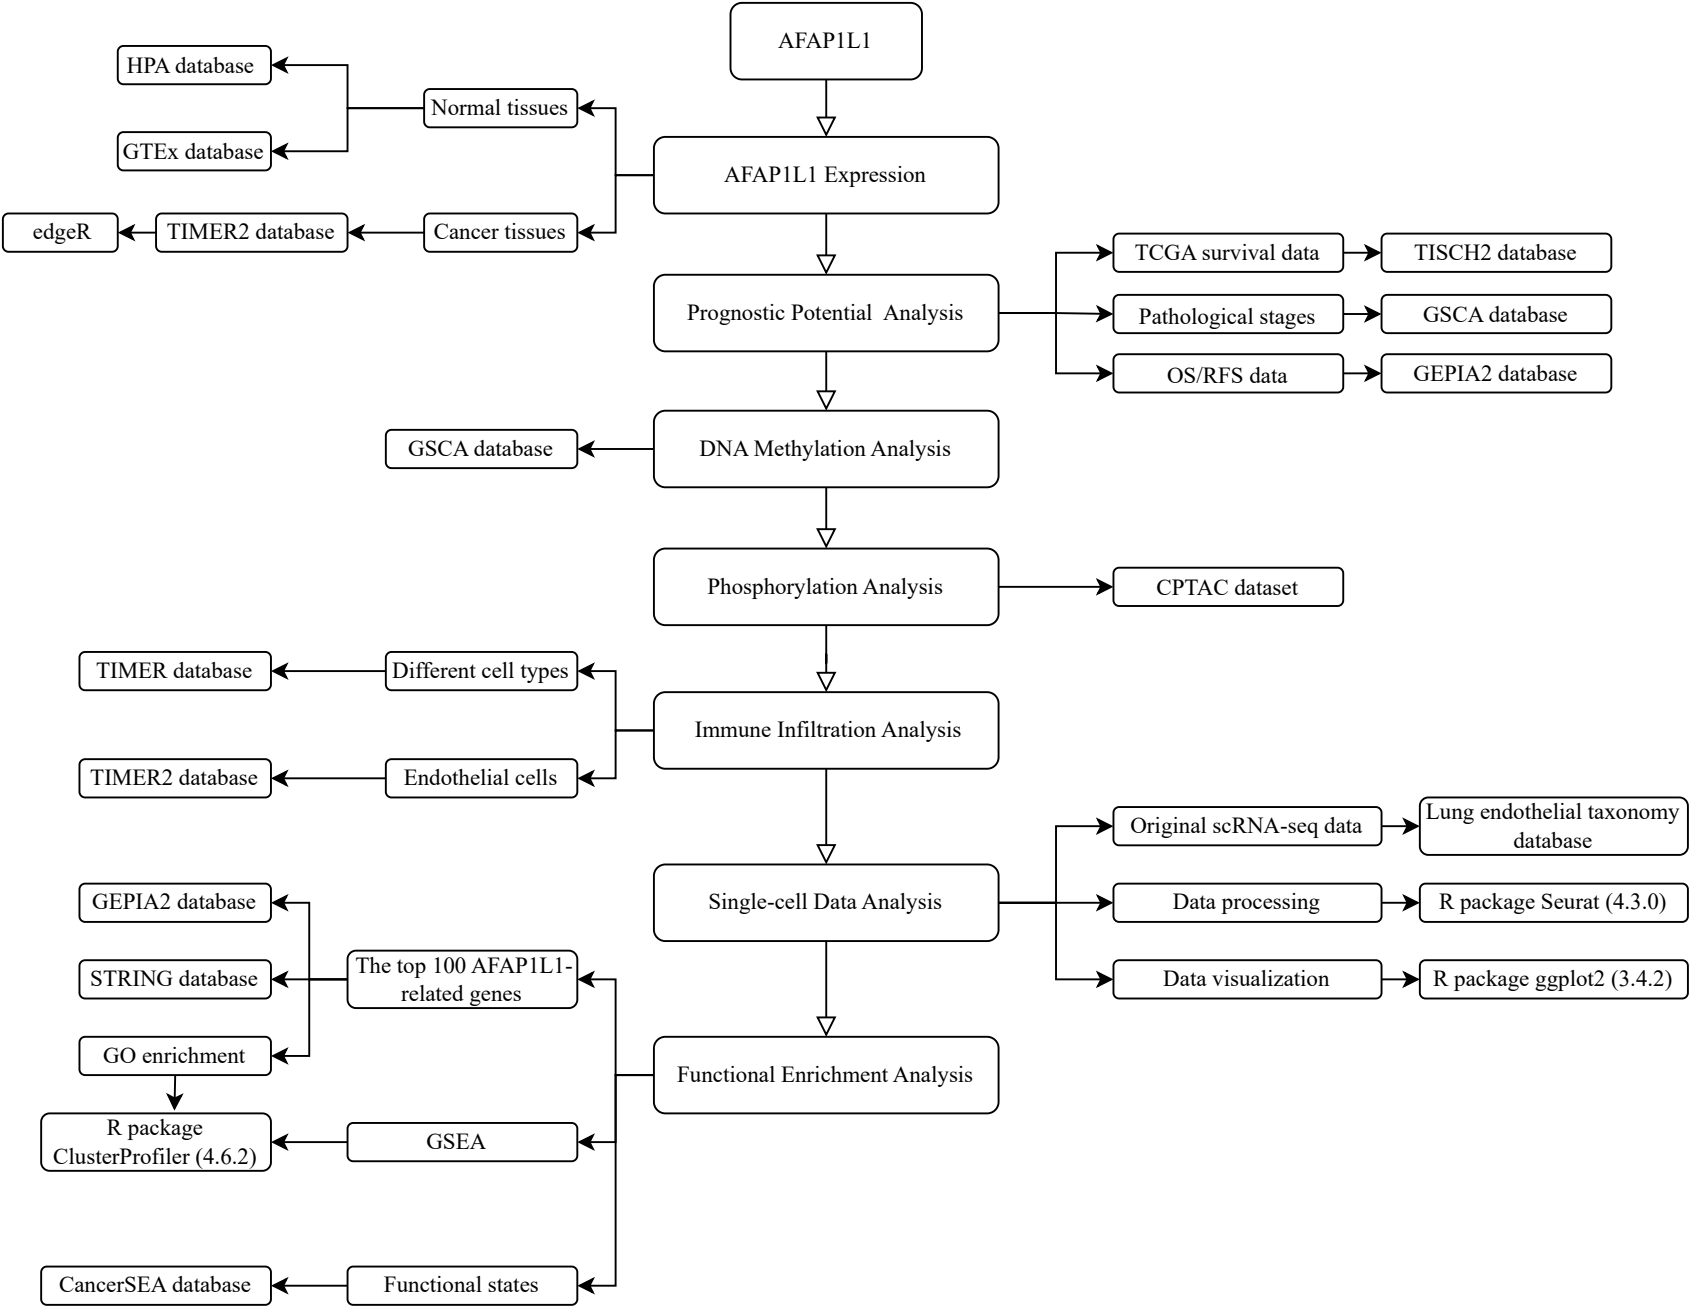 AFAP1L1
HPA database
Normal tissues
GTEx database
AFAP1L1 Expression
edgeR
TIMER2 database
Cancer tissues
TCGA survival data
TISCH2 database
Prognostic Potential Analysis
Pathological stages
GSCA database
OS/RFS data
GEPIA2 database
GSCA database
DNA Methylation Analysis
Phosphorylation Analysis
CPTAC dataset
TIMER database
Different cell types
Immune Infiltration Analysis
TIMER2 database
Endothelial cells
Original scRNA-seq data
Lung endothelial taxonomy
database
GEPIA2 database
Single-cell Data Analysis
Data processing
R package Seurat (4.3.0)
STRING database
The top 100 AFAP1L1-
related genes
Data visualization
R package ggplot2 (3.4.2)
GO enrichment
Functional Enrichment Analysis
R package
ClusterProfiler (4.6.2)
GSEA
CancerSEA database
Functional states